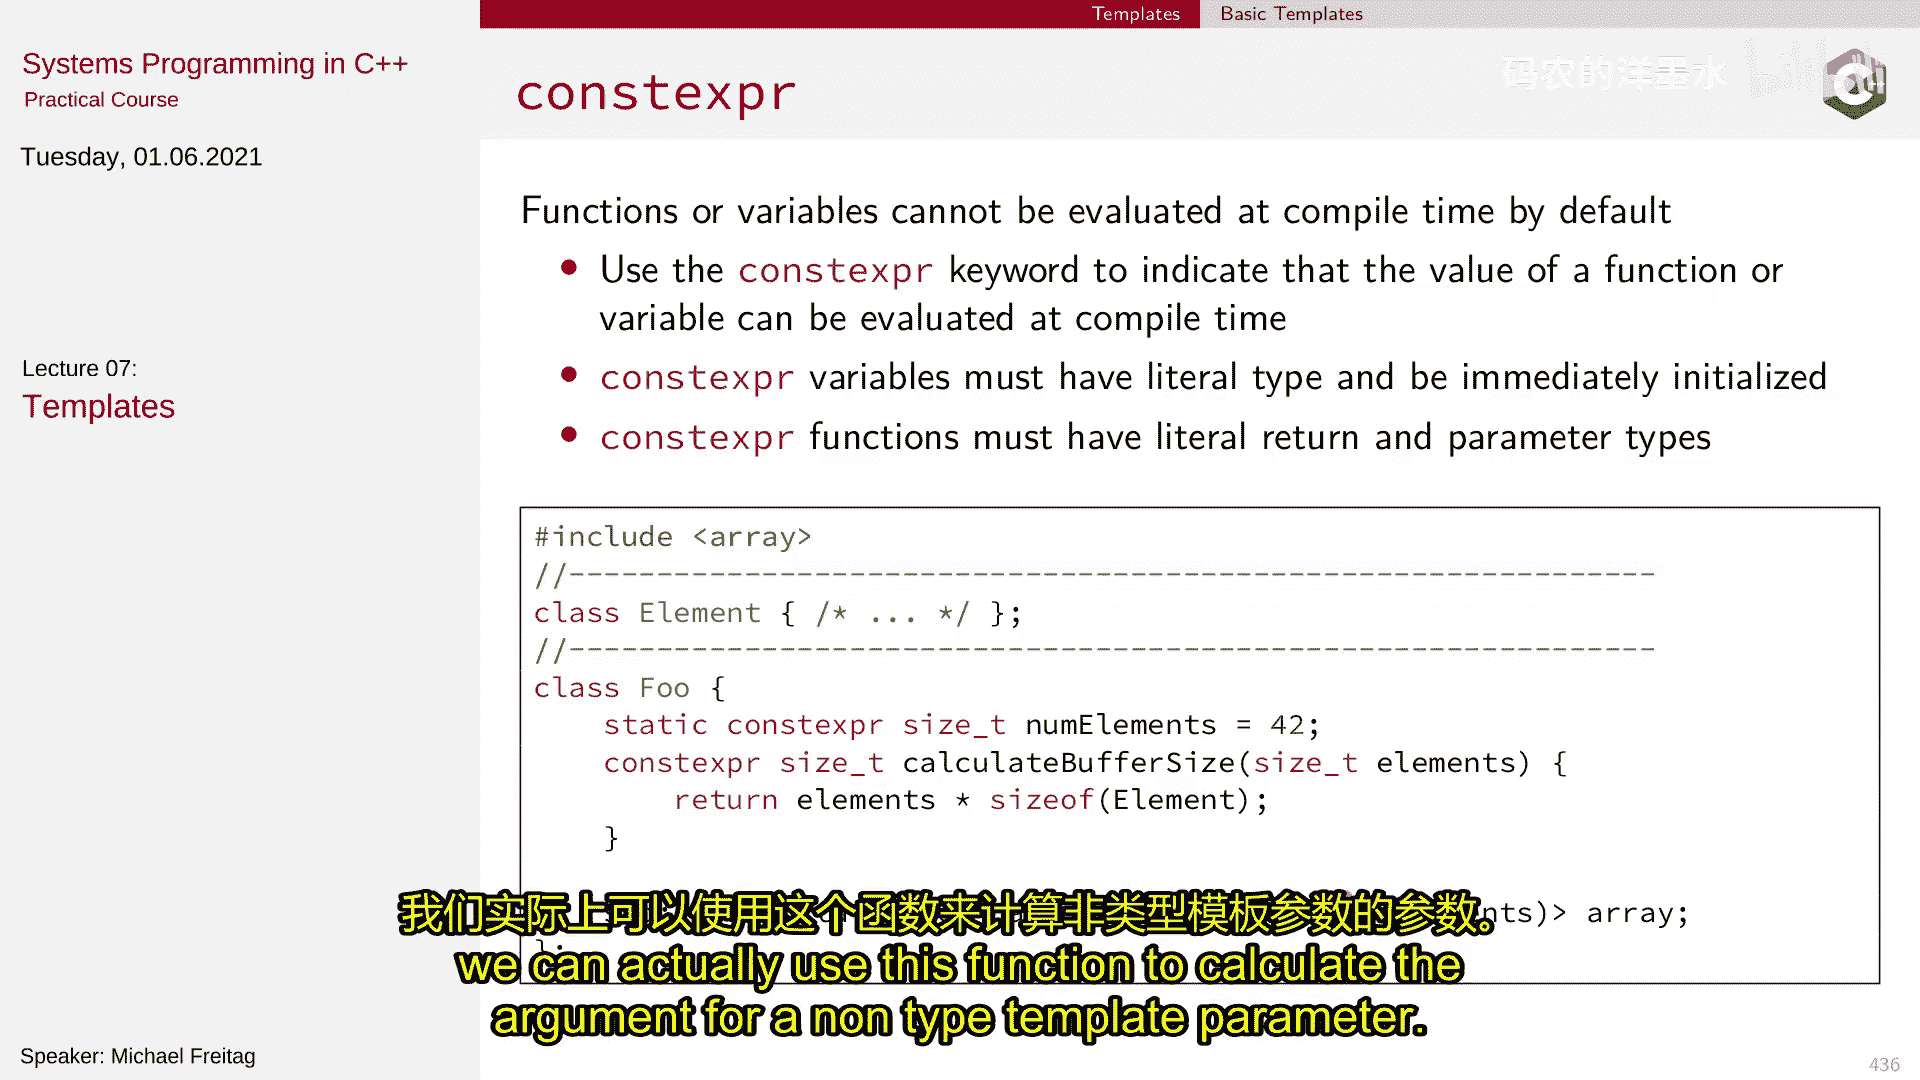 Templates Basic Templates
Systems Programming in C++
Practical Course
Tuesday, 01.06.2021
Lecture 07:
Templates
Speaker: Michael Freitag
码农的洋墨水
constexpr
Functions or variables cannot be evaluated at compile time by default
• Use the constexpr keyword to indicate that the value of a function or
variable can be evaluated at compile time
• constexpr variables must have literal type and be immediately initialized
• constexpr functions must have literal return and parameter types
#include <array>
//--------------------------------------------------------------
class Element { /* ... */ };
//--------------------------------------------------------------
class Foo {
    static constexpr size_t numElements = 42;
    constexpr size_t calculateBufferSize(size_t elements) {
        return elements * sizeof(Element);
    }
nts)> array;
};
我们实际上可以使用这个函数来计算非类型模板参数的参数。
we can actually use this function to calculate the
argument for a non type template parameter.
436